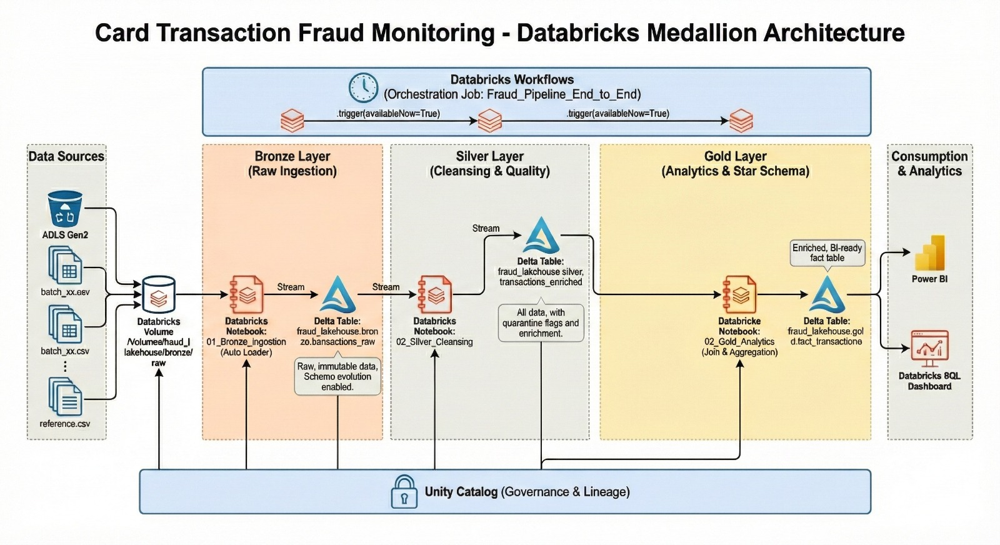 Card Transaction Fraud Monitoring - Databricks Medallion Architecture
Databricks Workflows
(Orchestration Job: Fraud_Pipeline_End_to_End)
.trigger(availableNow=True)
.trigger(availableNow=True)
Data Sources
ADLS Gen2
batch_xx.aev
batch_xx.csv
reference.csv
Databricks
Volume
/Volumee/haud_l
lakehouse/bronze/
raw
Bronze Layer
(Raw Ingestion)
Databricks
Notebook:
01_Bronze_ingostion
(Auto Loader)
Stream
Delta Table:
fraud_lakehouse.bron
zo.bansactions_raw
Raw, immutable data,
Schemo evolution
enabled.
Stream
Silver Layer
(Cleansing & Quality)
Databricks
Notebook:
02_Silver_Cleansing
Stream
Delta Table:
fraud_lakchouse silver,
transactions_enriched
All data, with
quarantine flags and
enrichment.
Gold Layer
(Analytics & Star Schema)
Databricke
Notebook:
02_Gold_Analytics
(Join & Aggregation)
Enriched, BI-ready
fact table
Delta Table:
fraud_lakehouse.gol
d.fact_transactione
Consumption
& Analytics
Power BI
Databricks 8QL
Dashboard
Unity Catalog (Governance & Lineage)